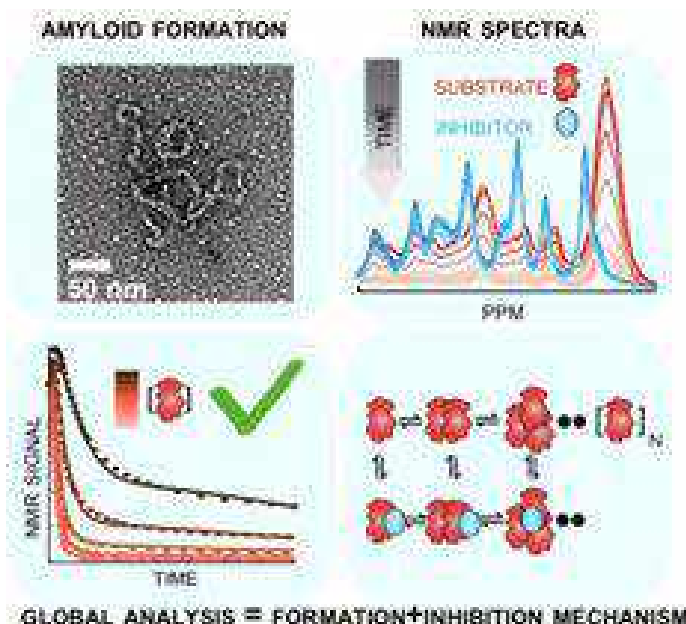 AMYLOID FORMATION
NMR SPECTRA
TIME
SUBSTRATE
INHIBITOR
50 nm
PPM
NMR SIGNAL
[ ]
TIME
[ ]N
GLOBAL ANALYSIS = FORMATION+INHIBITION MECHANISM